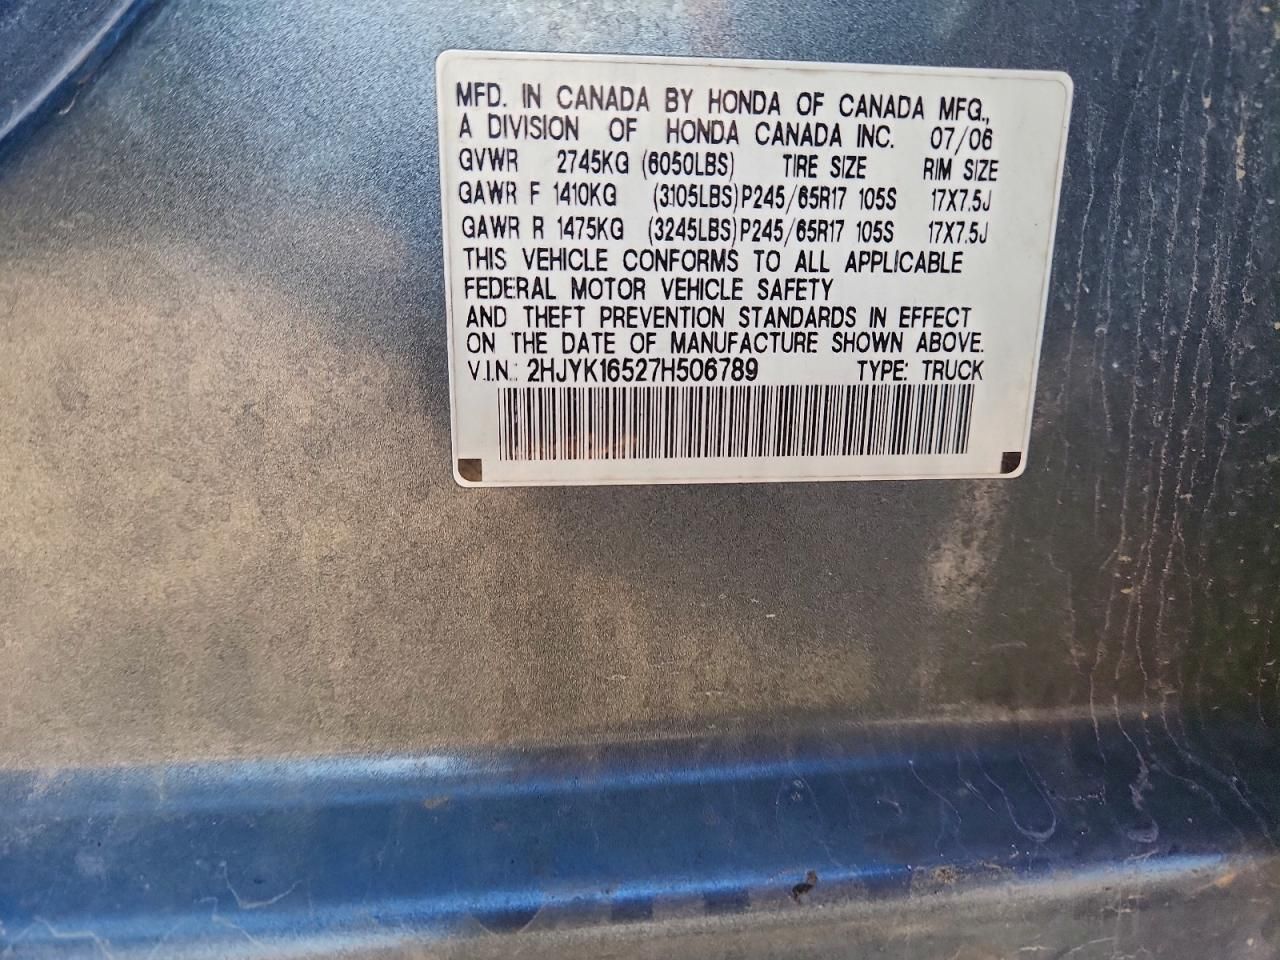 MFD. IN CANADA BY HONDA OF CANADA MFG.,
A DIVISION OF HONDA CANADA INC. 07/06
GVWR 2745KG (6050LBS) TIRE SIZE RIM SIZE
GAWR F 1410KG (3105LBS) P245/65R17 105S 17X7.5J
GAWR R 1475KG (3245LBS) P245/65R17 105S 17X7.5J
THIS VEHICLE CONFORMS TO ALL APPLICABLE
FEDERAL MOTOR VEHICLE SAFETY
AND THEFT PREVENTION STANDARDS IN EFFECT
ON THE DATE OF MANUFACTURE SHOWN ABOVE.
V.I.N.: 2HJYK16527H506789 TYPE: TRUCK